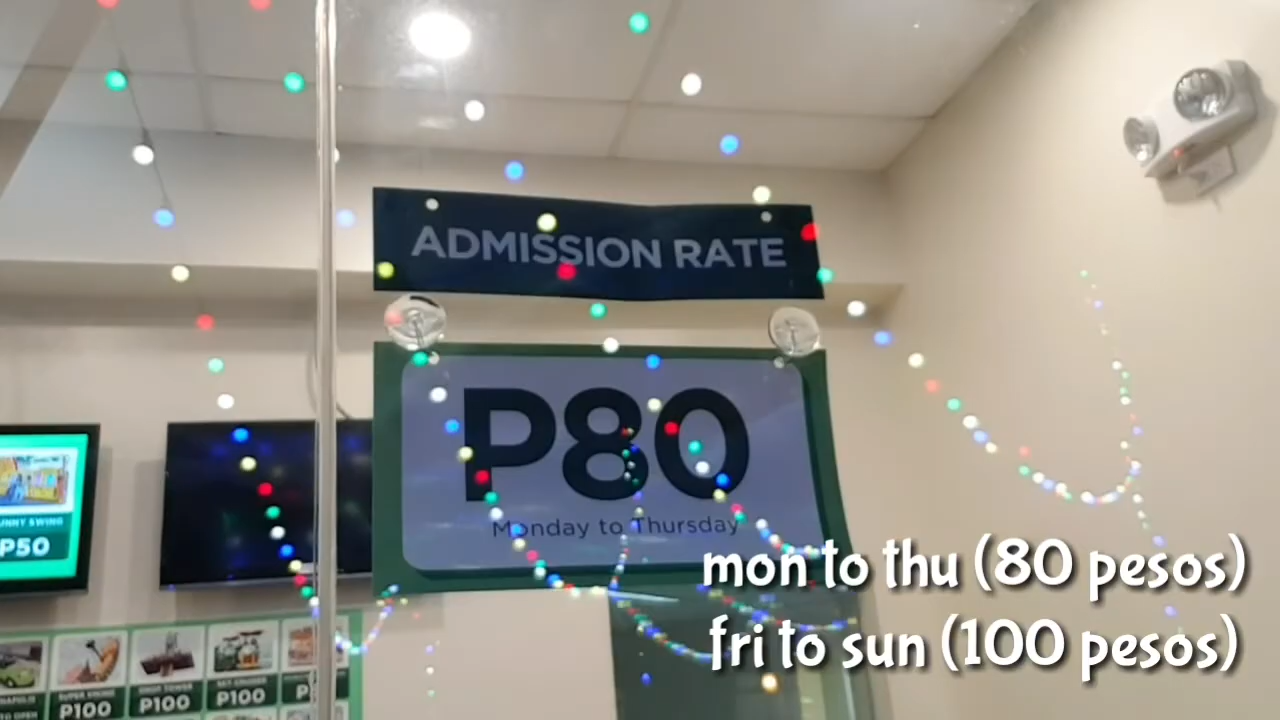 ADMISSION RATE
P80
Monday to Thursday
mon to thu (80 pesos)
fri to sun (100 pesos)
P50
P100
P100
P100